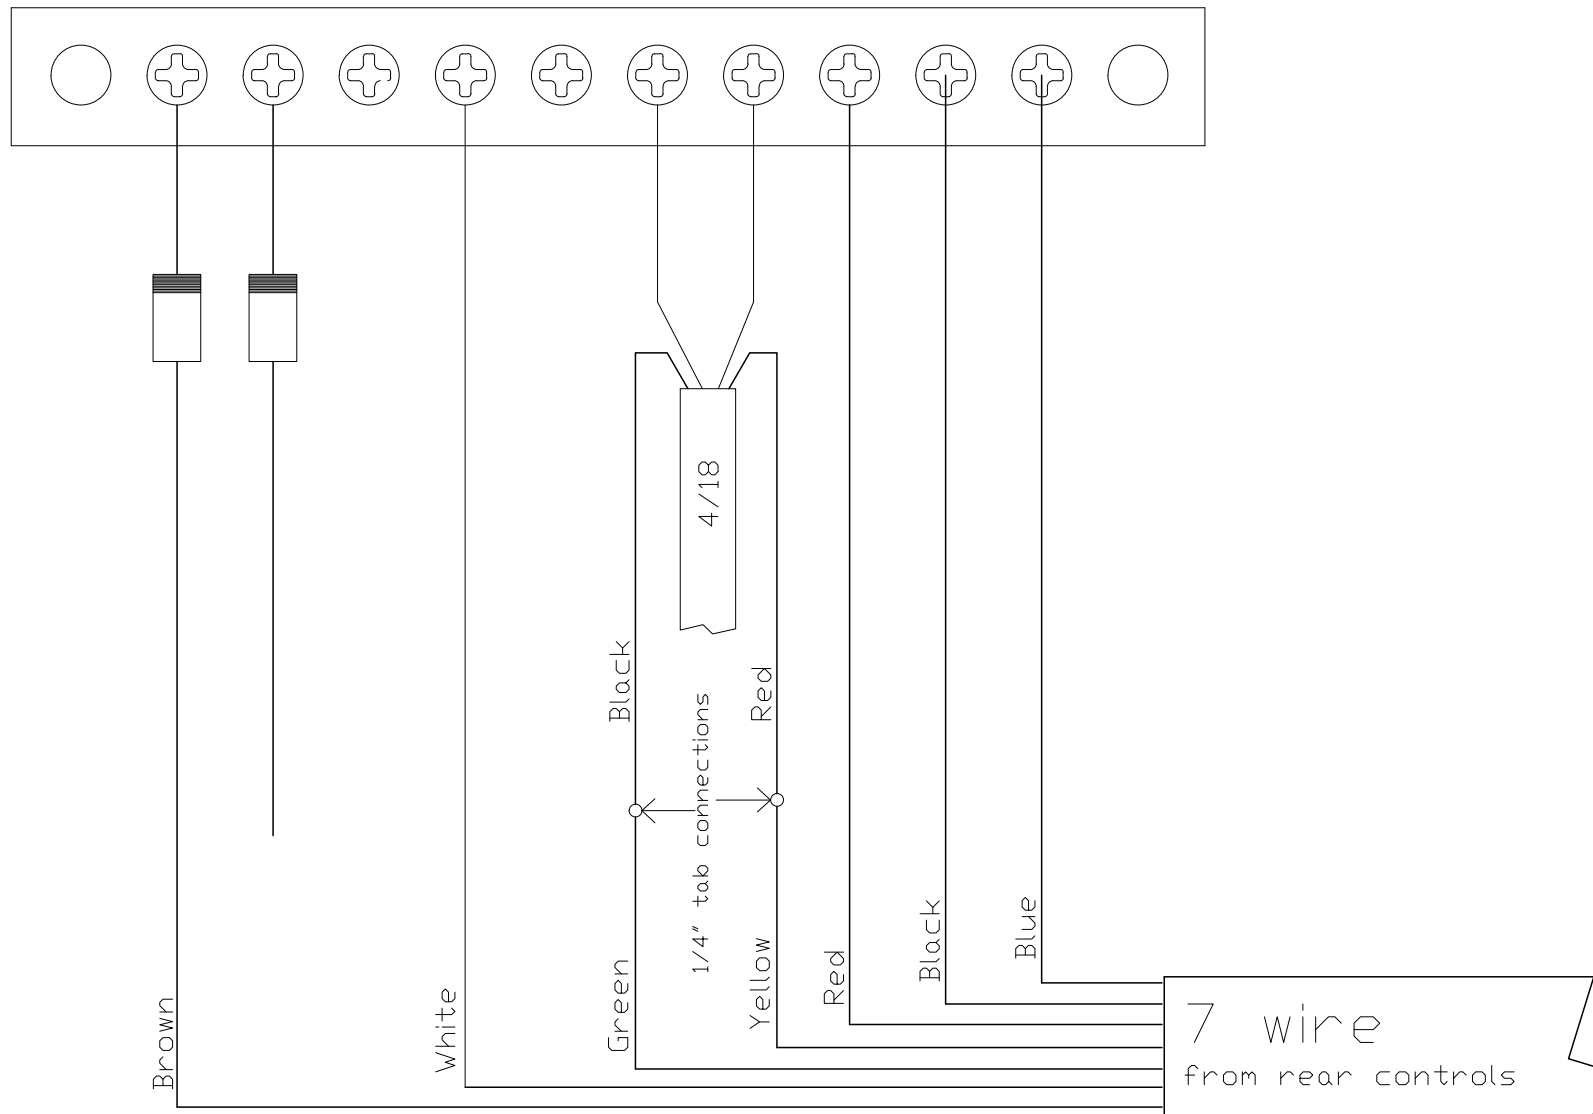 4/18
Black
Red
1/4" tab connections
Brown
White
Green
Yellow
Red
Black
Blue
7 wire
from rear controls